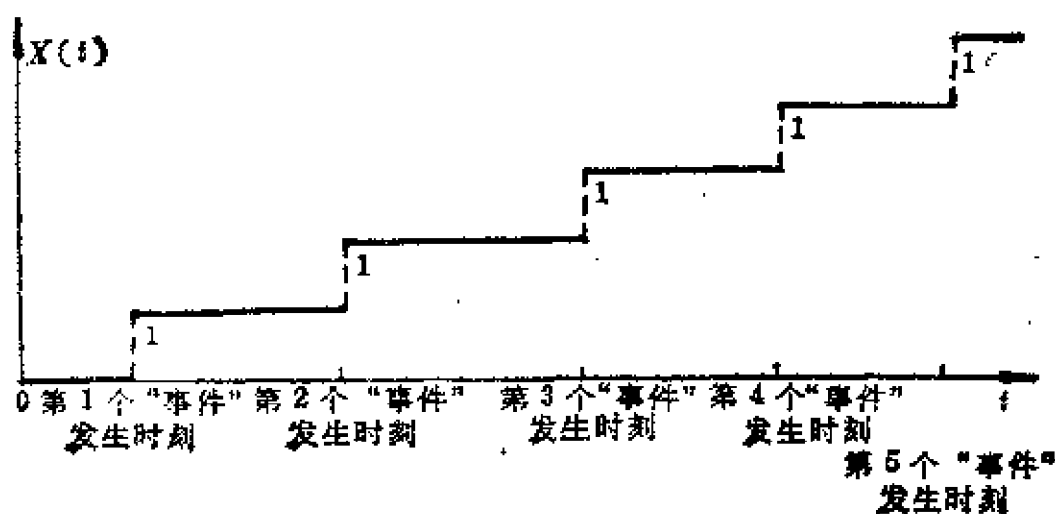 X(t)
1
1
1
1
1
0 第1个“事件” 第2个 “事件” 第3个“事件” 第4个“事件” t
发生时刻 发生时刻 发生时刻 发生时刻
第5个“事件”
发生时刻